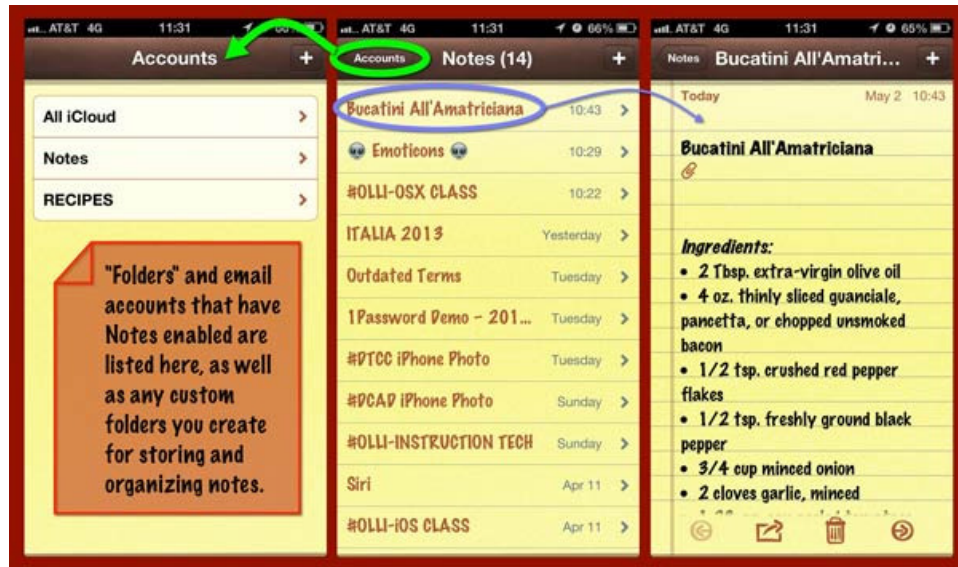 AT&T 4G 11:31
Accounts +
All iCloud
Notes
RECIPES
"Folders" and email
accounts that have
Notes enabled are
listed here, as well
as any custom
folders you create
for storing and
organizing notes.
AT&T 4G 11:31 66%
Accounts Notes (14) +
Bucatini All'Amatriciana 10:43
Emoticons 10:29
#OLLI-OSX CLASS 10:22
ITALIA 2013 Yesterday
Outdated Terms Tuesday
1Password Demo - 201... Tuesday
#DTCC iPhone Photo Tuesday
#DCAD iPhone Photo Sunday
#OLLI-INSTRUCTION TECH Sunday
Siri Apr 11
#OLLI-iOS CLASS Apr 11
AT&T 4G 11:31 65%
Notes Bucatini All'Amatri... +
Today May 2 10:43
Bucatini All'Amatriciana
Ingredients:
• 2 Tbsp. extra-virgin olive oil
• 4 oz. thinly sliced guanciale,
pancetta, or chopped unsmoked
bacon
• 1/2 tsp. crushed red pepper
flakes
• 1/2 tsp. freshly ground black
pepper
• 3/4 cup minced onion
• 2 cloves garlic, minced